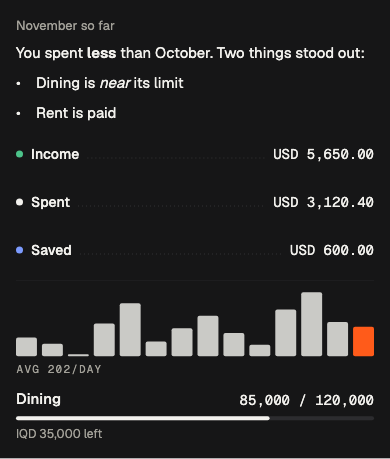 November so far
You spent less than October. Two things stood out:
• Dining is near its limit
• Rent is paid
Income USD 5,650.00
Spent USD 3,120.40
Saved USD 600.00
AVG 202/DAY
Dining 85,000 / 120,000
IQD 35,000 left